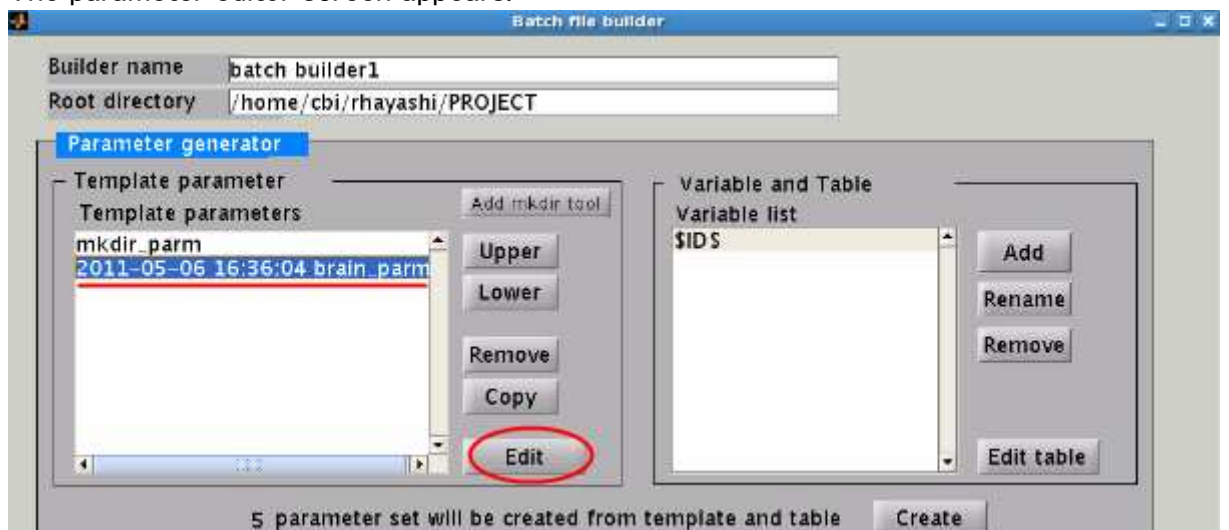 The parameter editor screen appears.
Batch file builder
Builder name batch builder1
Root directory /home/cbi/rhayashi/PROJECT
Parameter generator
Template parameter
Template parameters
Add mkdir tool
mkdir_parm
2011-05-06 16:36:04 brain_parm
Upper
Lower
Remove
Copy
Edit
Variable and Table
Variable list
$IDS
Add
Rename
Remove
Edit table
5 parameter set will be created from template and table Create